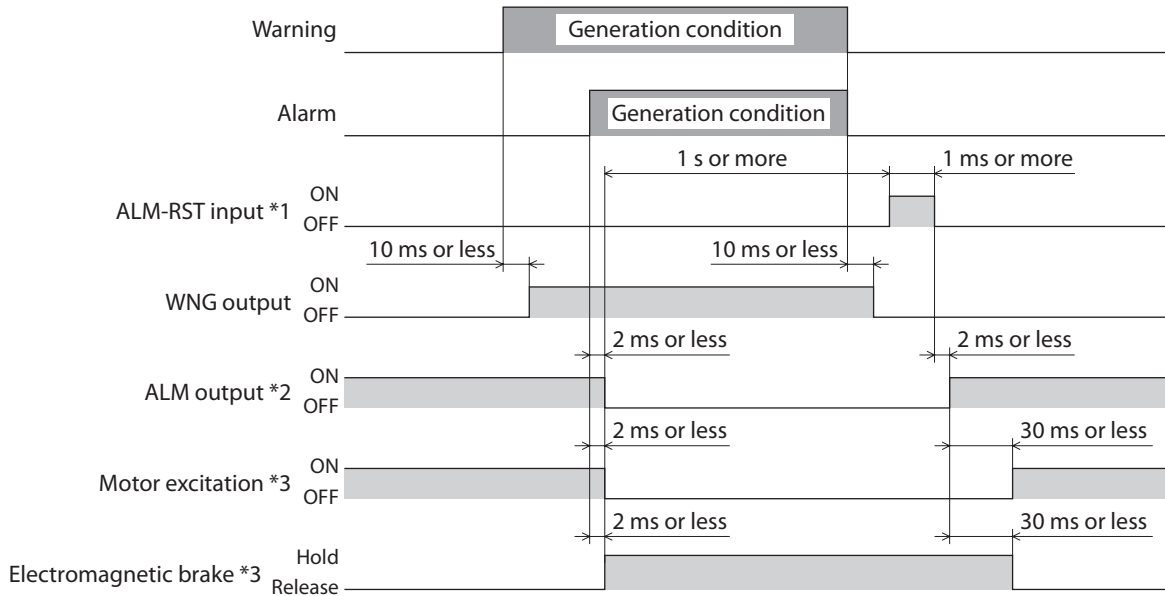 Warning
Generation condition
Alarm
Generation condition
1 s or more
1 ms or more
ALM-RST input *1
ON
OFF
10 ms or less
10 ms or less
WNG output
ON
OFF
2 ms or less
2 ms or less
ALM output *2
ON
OFF
2 ms or less
30 ms or less
Motor excitation *3
ON
OFF
2 ms or less
30 ms or less
Electromagnetic brake *3
Hold
Release